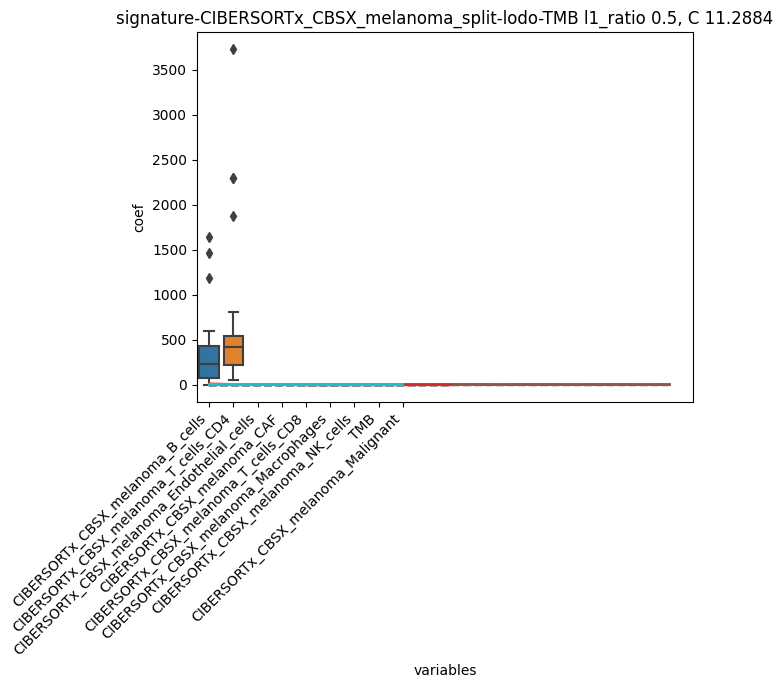 signature-CIBERSORTx_CBSX_melanoma_split-lodo-TMB l1_ratio 0.5, C 11.2884
3500
3000
2500
2000
1500
1000
500
0
coef
CIBERSORTx_CBSX_melanoma_B_cells
CIBERSORTx_CBSX_melanoma_T_cells_CD4
CIBERSORTx_CBSX_melanoma_Endothelial_cells
CIBERSORTx_CBSX_melanoma_CAF
CIBERSORTx_CBSX_melanoma_T_cells_CD8
CIBERSORTx_CBSX_melanoma_Macrophages
CIBERSORTx_CBSX_melanoma_NK_cells
TMB
CIBERSORTx_CBSX_melanoma_Malignant
variables